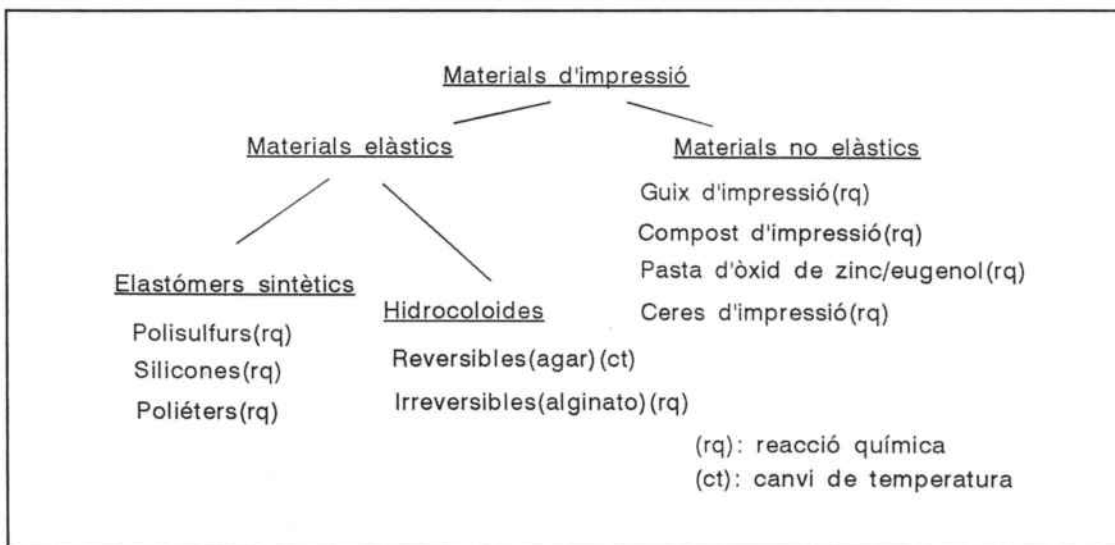 Materials d'impressió
Materials elàstics
Materials no elàstics
Guix d'impressió(rq)
Compost d'impressió(rq)
Pasta d'òxid de zinc/eugenol(rq)
Ceres d'impressió(rq)
Elastómers sintètics
Polisulfurs(rq)
Silicones(rq)
Poliéters(rq)
Hidrocoloides
Reversibles(agar)(ct)
Irreversibles(alginato)(rq)
(rq): reacció química
(ct): canvi de temperatura